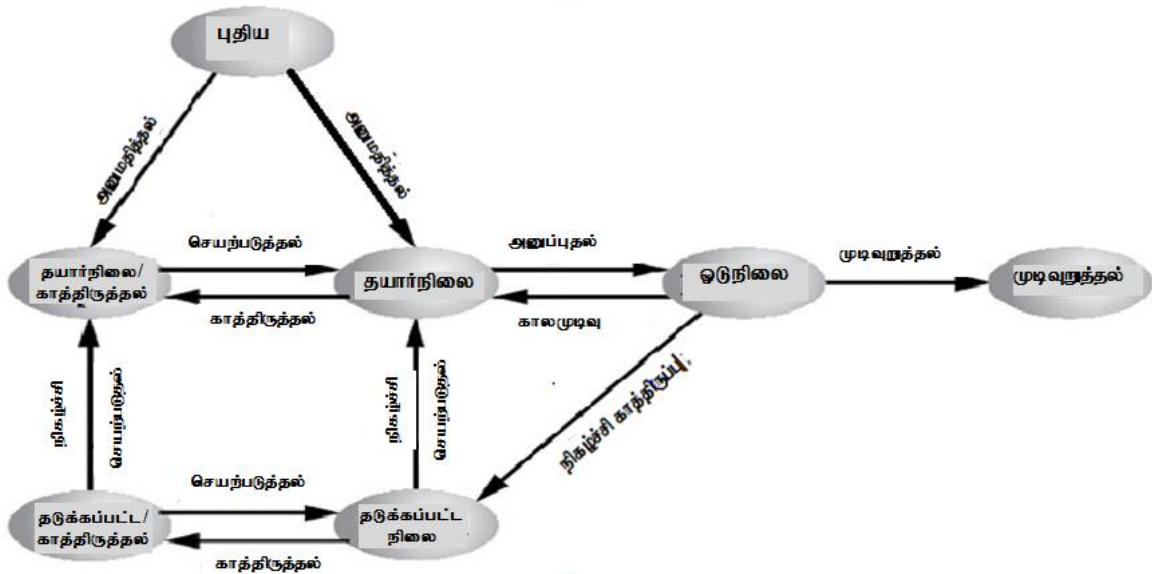 புதிய
அனுமதித்தல்
அனுமதித்தல்
செயற்படுத்தல்
அனுப்புதல்
முடிவுறுத்தல்
தயார்நிலை/
காத்திருத்தல்
தயார்நிலை
ஓடுநிலை
முடிவுறுத்தல்
காத்திருத்தல்
காலமுடிவு
நிகழ்ச்சி
செயற்படுத்தல்
நிகழ்ச்சி
செயற்படுத்தல்
நிகழ்ச்சி காத்திருப்பு
செயற்படுத்தல்
தடுக்கப்பட்ட/
காத்திருத்தல்
தடுக்கப்பட்ட
நிலை
காத்திருத்தல்